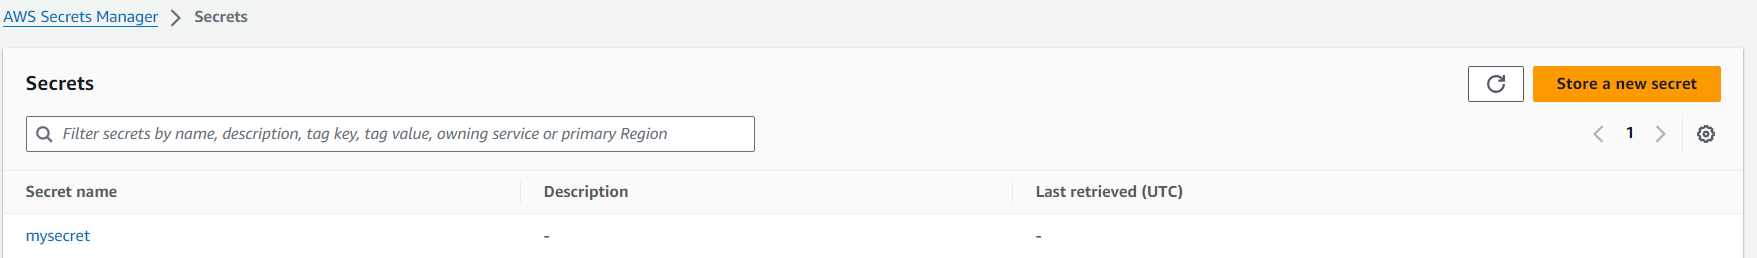 AWS Secrets Manager > Secrets
Secrets
Store a new secret
Filter secrets by name, description, tag key, tag value, owning service or primary Region
1
Secret name Description Last retrieved (UTC)
mysecret - -